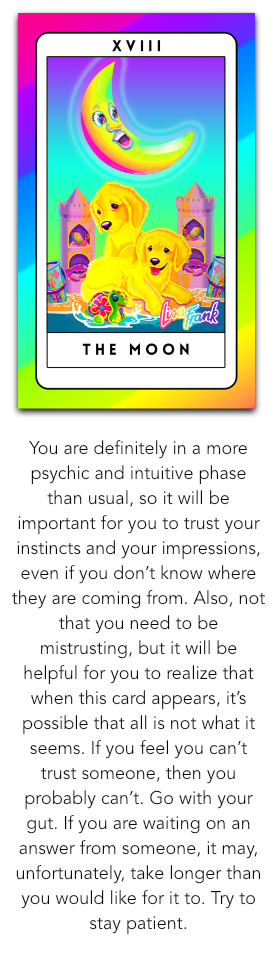 XVIII
Lisa Frank
THE MOON
You are definitely in a more
psychic and intuitive phase
than usual, so it will be
important for you to trust your
instincts and your impressions,
even if you don’t know where
they are coming from. Also, not
that you need to be
mistrusting, but it will be
helpful for you to realize that
when this card appears, it’s
possible that all is not what it
seems. If you feel you can’t
trust someone, then you
probably can’t. Go with your
gut. If you are waiting on an
answer from someone, it may,
unfortunately, take longer than
you would like for it to. Try to
stay patient.